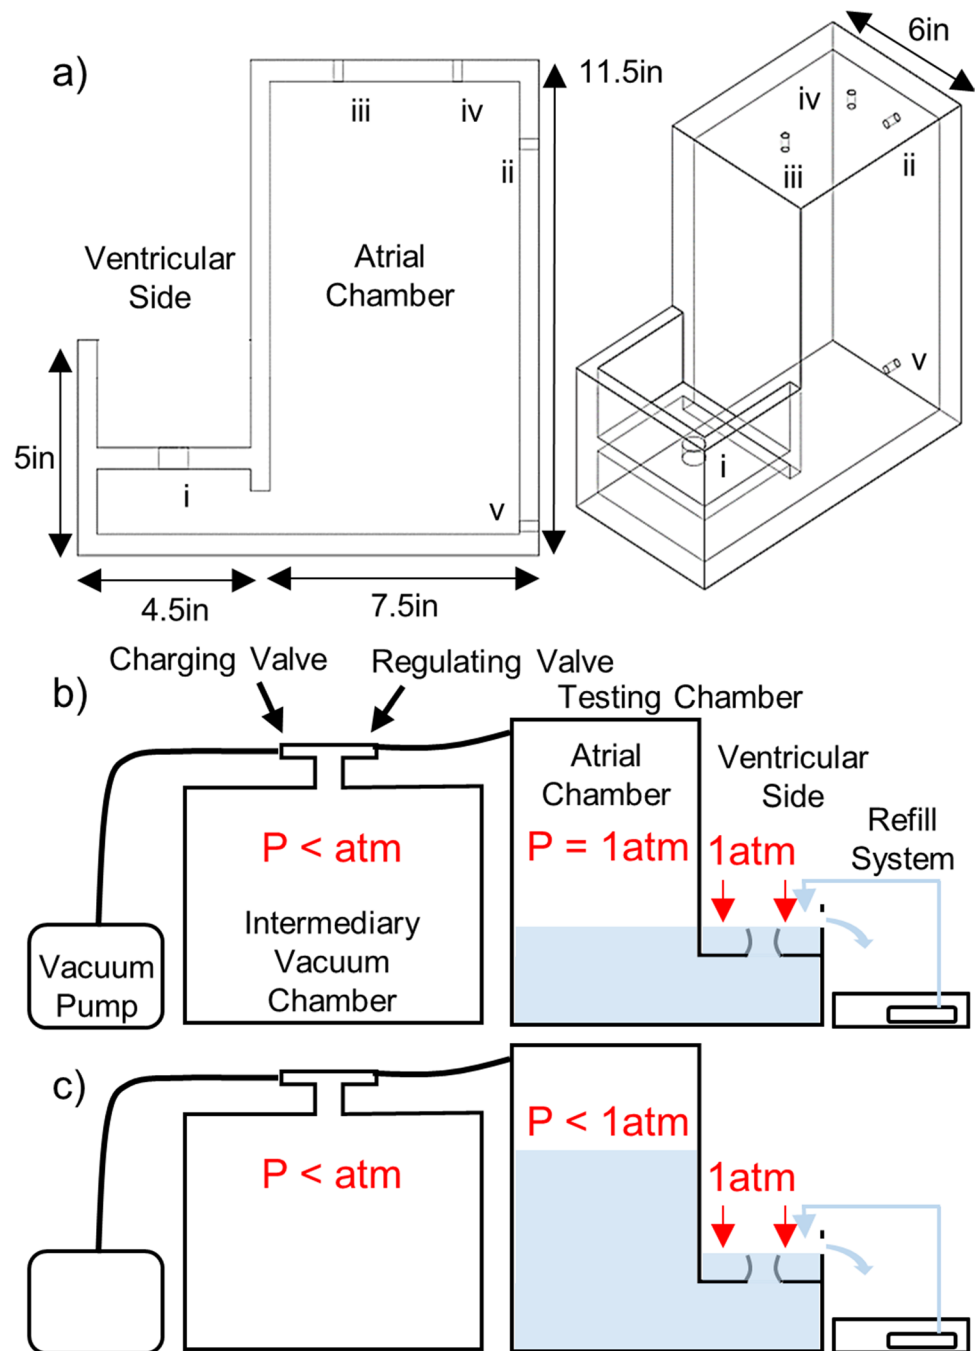 a)
11.5in
6in
iii
iv
ii
Ventricular
Side
Atrial
Chamber
5in
i
v
4.5in
7.5in
iv
iii
ii
v
i
b)
Charging Valve
Regulating Valve
Testing Chamber
Atrial
Chamber
Ventricular
Side
Refill
System
P < atm
P = 1atm
1atm
Intermediary
Vacuum
Chamber
Vacuum
Pump
c)
P < atm
P < 1atm
1atm